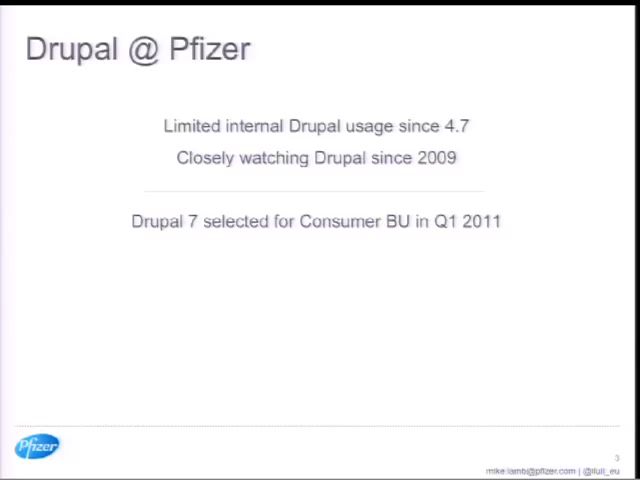 Drupal @ Pfizer
Limited internal Drupal usage since 4.7
Closely watching Drupal since 2009
Drupal 7 selected for Consumer BU in Q1 2011
Pfizer
3
mike.lamb@pfizer.com |